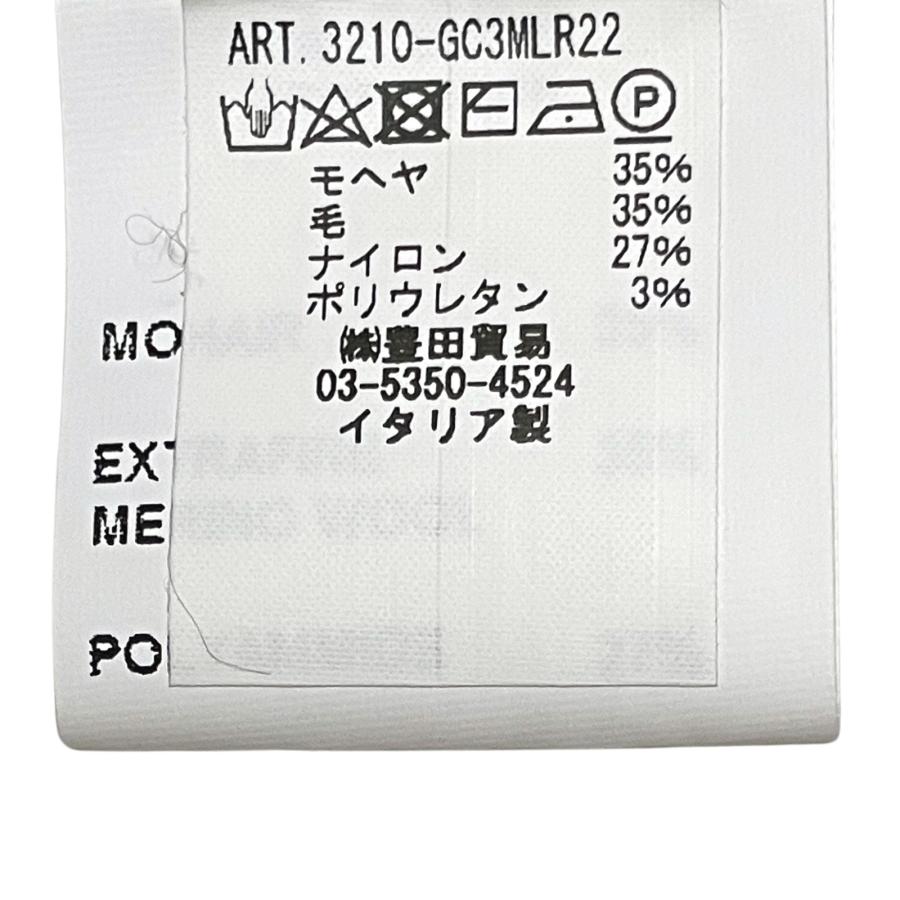 ART. 3210-GC3MLR22
P
モヘヤ 35%
毛 35%
ナイロン 27%
ポリウレタン 3%
㈱豊田貿易
03-5350-4524
イタリア製
MO
EX
ME
PO